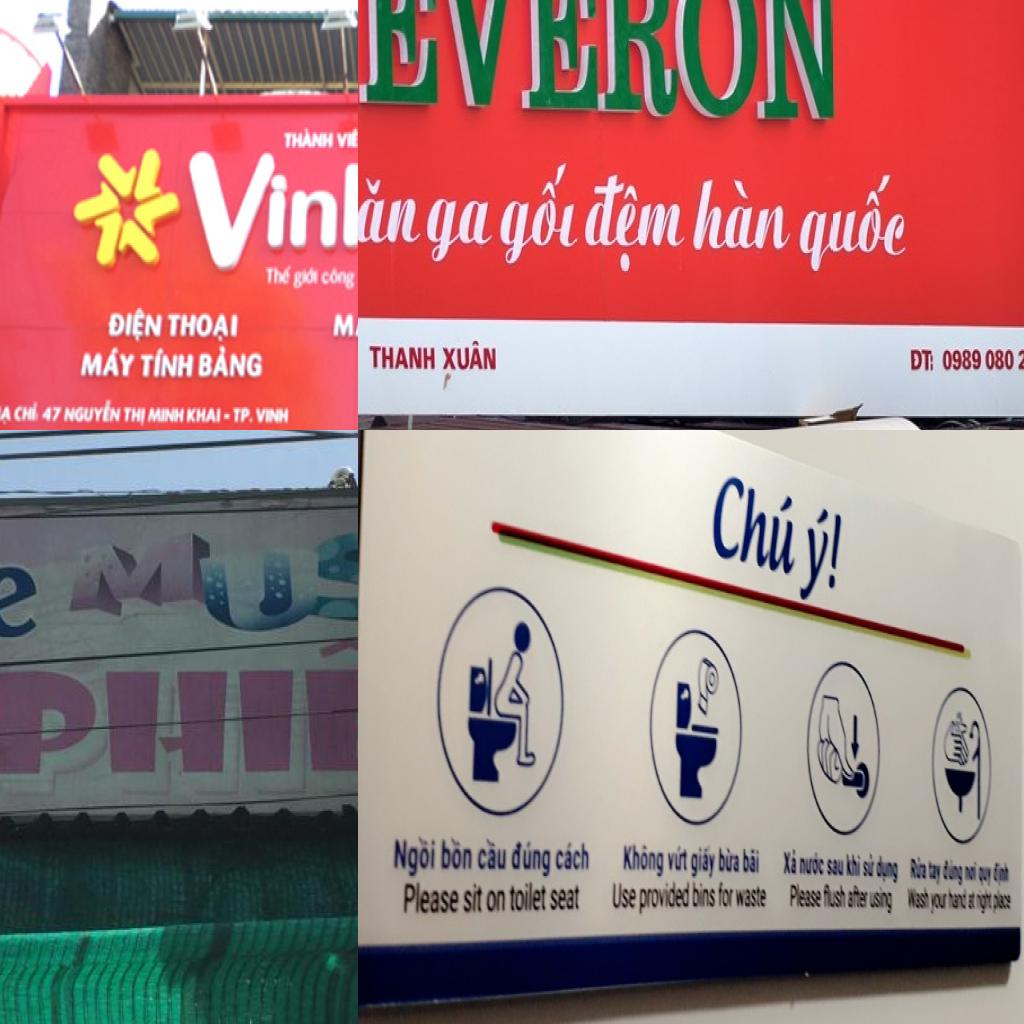 THÀNH VIÊ
Vin
Thế giới công
ĐIỆN THOẠI
MÁY TÍNH BẢNG
47 NGUYỄN THỊ MINH KHAI - TP. VINH
EVERON
ăn ga gối đệm hàn quốc
THANH XUÂN
ĐT: 0989 080
e MUS
PHI
Chú ý!
Ngồi bồn cầu đúng cách
Please sit on toilet seat
Không vứt giấy bừa bãi
Use provided bins for waste
Xả nước sau khi sử dụng
Please flush after using
Rửa tay đúng nơi quy định
Wash your hand at right place